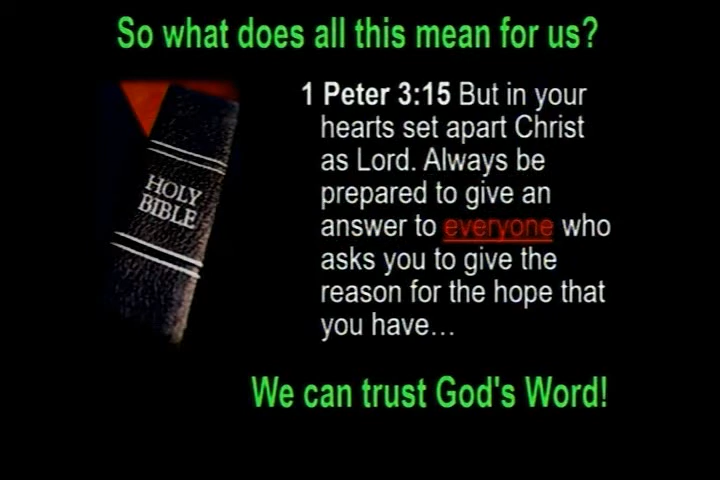 So what does all this mean for us?
HOLY
BIBLE
1 Peter 3:15 But in your
hearts set apart Christ
as Lord. Always be
prepared to give an
answer to everyone who
asks you to give the
reason for the hope that
you have…
We can trust God's Word!